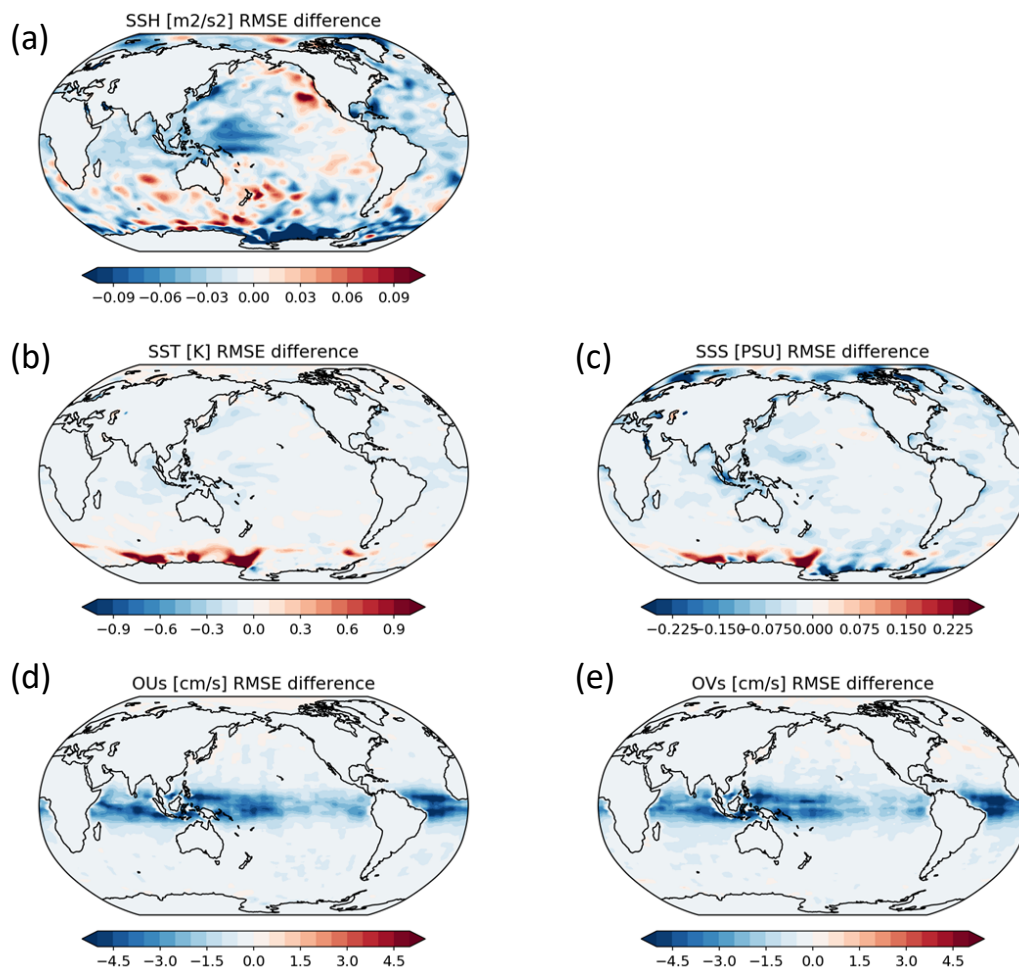 (a)
SSH [m2/s2] RMSE difference
−0.09 −0.06 −0.03 0.00 0.03 0.06 0.09
(b)
SST [K] RMSE difference
−0.9 −0.6 −0.3 0.0 0.3 0.6 0.9
(c)
SSS [PSU] RMSE difference
−0.225 −0.150 −0.075 0.000 0.075 0.150 0.225
(d)
OUs [cm/s] RMSE difference
−4.5 −3.0 −1.5 0.0 1.5 3.0 4.5
(e)
OVs [cm/s] RMSE difference
−4.5 −3.0 −1.5 0.0 1.5 3.0 4.5